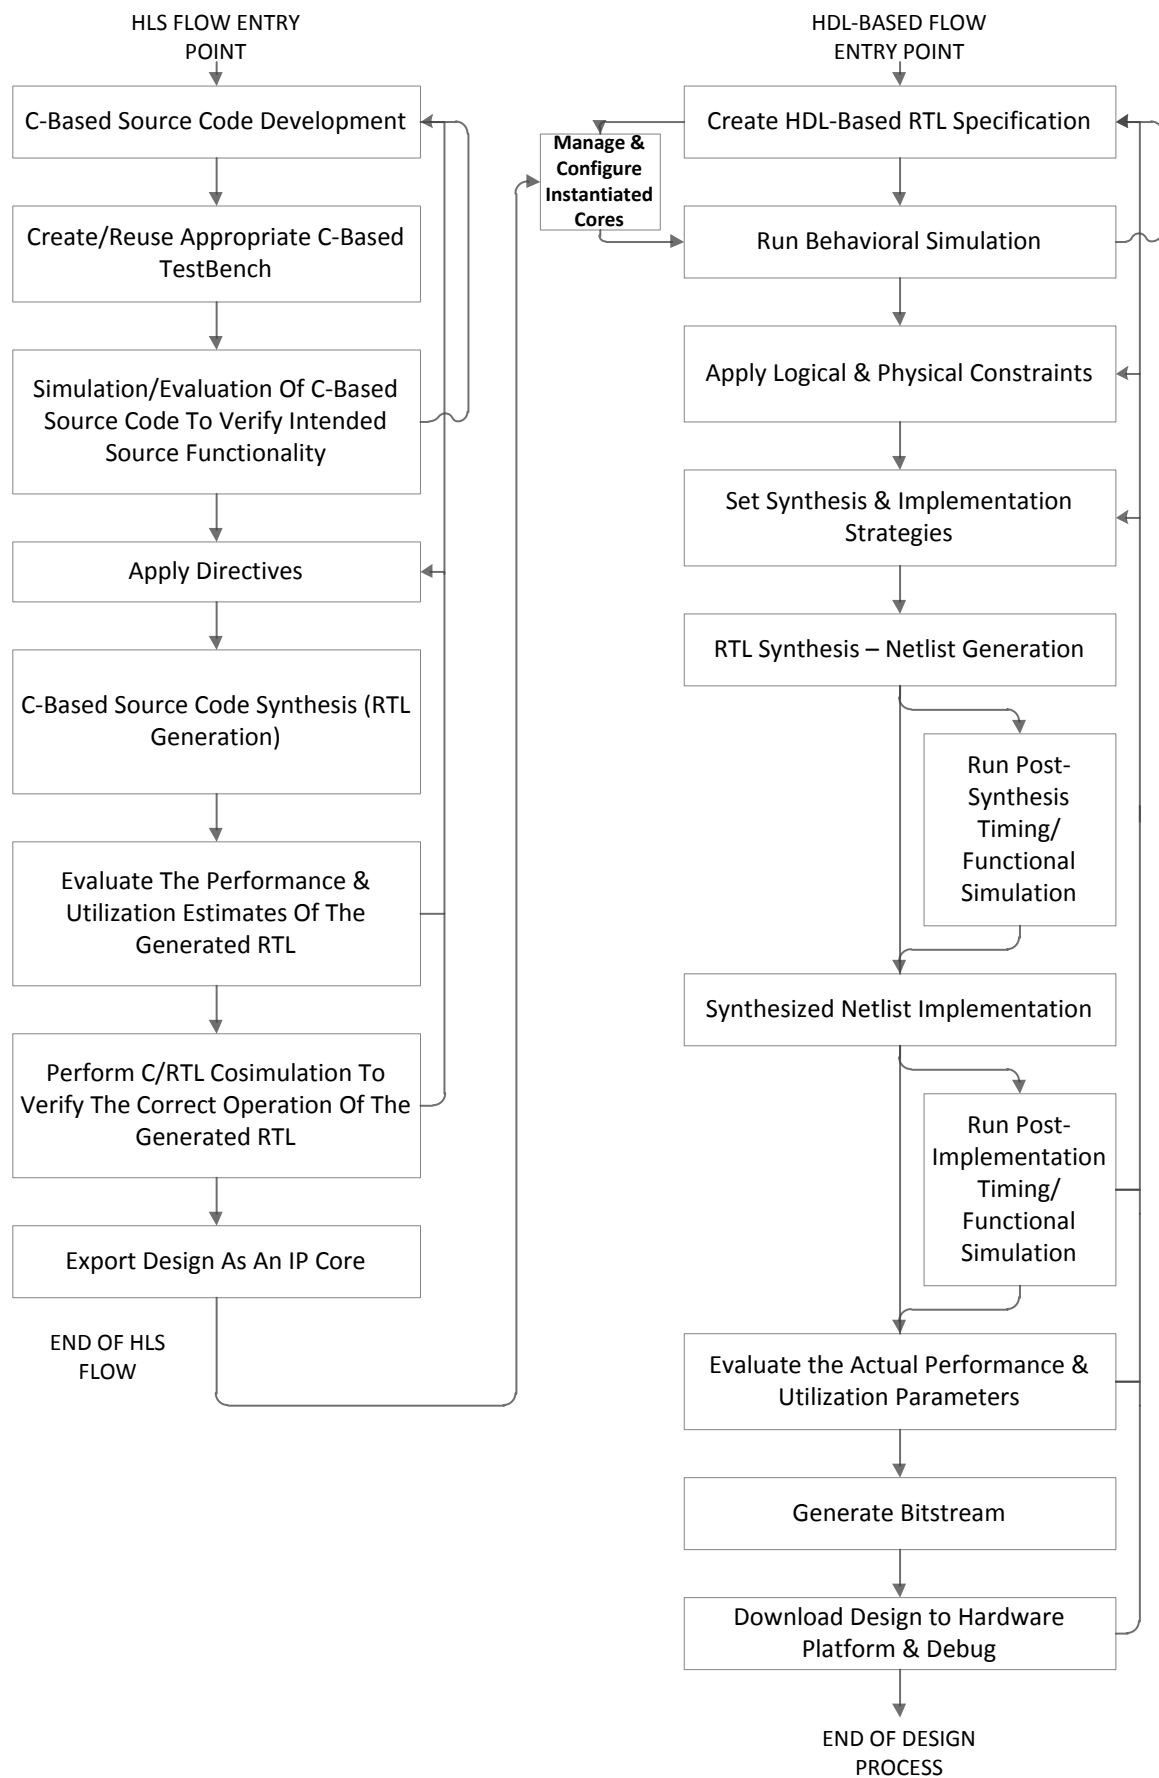 HLS FLOW ENTRY
POINT
C-Based Source Code Development
Create/Reuse Appropriate C-Based
TestBench
Simulation/Evaluation Of C-Based
Source Code To Verify Intended
Source Functionality
Apply Directives
C-Based Source Code Synthesis (RTL
Generation)
Evaluate The Performance &
Utilization Estimates Of The
Generated RTL
Perform C/RTL Cosimulation To
Verify The Correct Operation Of The
Generated RTL
Export Design As An IP Core
END OF HLS
FLOW
Manage &
Configure
Instantiated
Cores
HDL-BASED FLOW
ENTRY POINT
Create HDL-Based RTL Specification
Run Behavioral Simulation
Apply Logical & Physical Constraints
Set Synthesis & Implementation
Strategies
RTL Synthesis – Netlist Generation
Run Post-
Synthesis
Timing/
Functional
Simulation
Synthesized Netlist Implementation
Run Post-
Implementation
Timing/
Functional
Simulation
Evaluate the Actual Performance &
Utilization Parameters
Generate Bitstream
Download Design to Hardware
Platform & Debug
END OF DESIGN
PROCESS